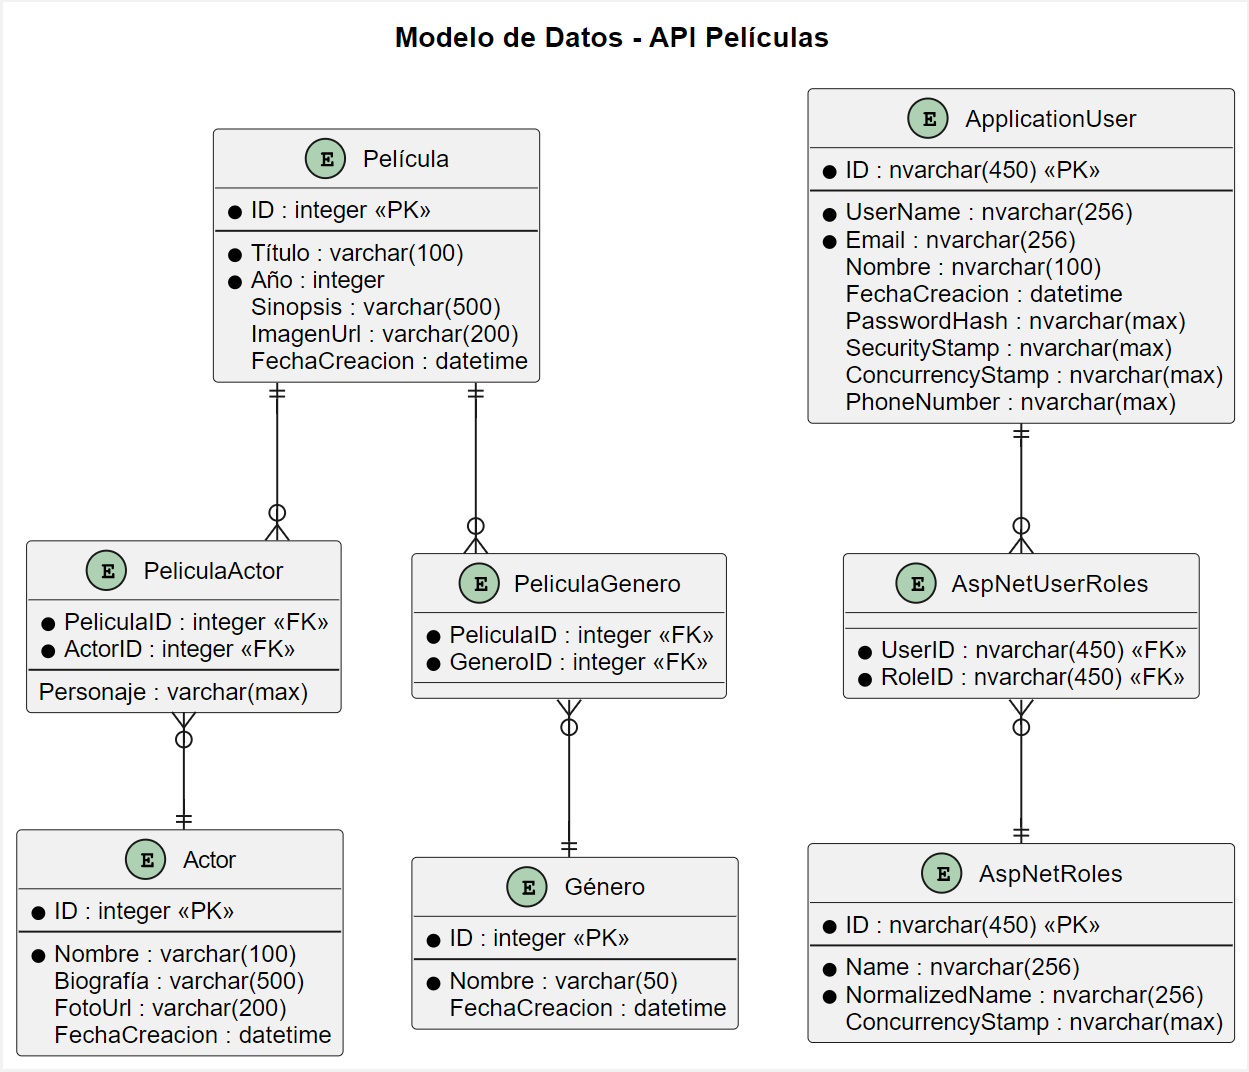 Modelo de Datos - API Películas
E Película
ID : integer «PK»
Título : varchar(100)
Año : integer
Sinopsis : varchar(500)
ImagenUrl : varchar(200)
FechaCreacion : datetime
E ApplicationUser
ID : nvarchar(450) «PK»
UserName : nvarchar(256)
Email : nvarchar(256)
Nombre : nvarchar(100)
FechaCreacion : datetime
PasswordHash : nvarchar(max)
SecurityStamp : nvarchar(max)
ConcurrencyStamp : nvarchar(max)
PhoneNumber : nvarchar(max)
E PeliculaActor
PeliculaID : integer «FK»
ActorID : integer «FK»
Personaje : varchar(max)
E PeliculaGenero
PeliculaID : integer «FK»
GeneroID : integer «FK»
E AspNetUserRoles
UserID : nvarchar(450) «FK»
RoleID : nvarchar(450) «FK»
E Actor
ID : integer «PK»
Nombre : varchar(100)
Biografía : varchar(500)
FotoUrl : varchar(200)
FechaCreacion : datetime
E Género
ID : integer «PK»
Nombre : varchar(50)
FechaCreacion : datetime
E AspNetRoles
ID : nvarchar(450) «PK»
Name : nvarchar(256)
NormalizedName : nvarchar(256)
ConcurrencyStamp : nvarchar(max)